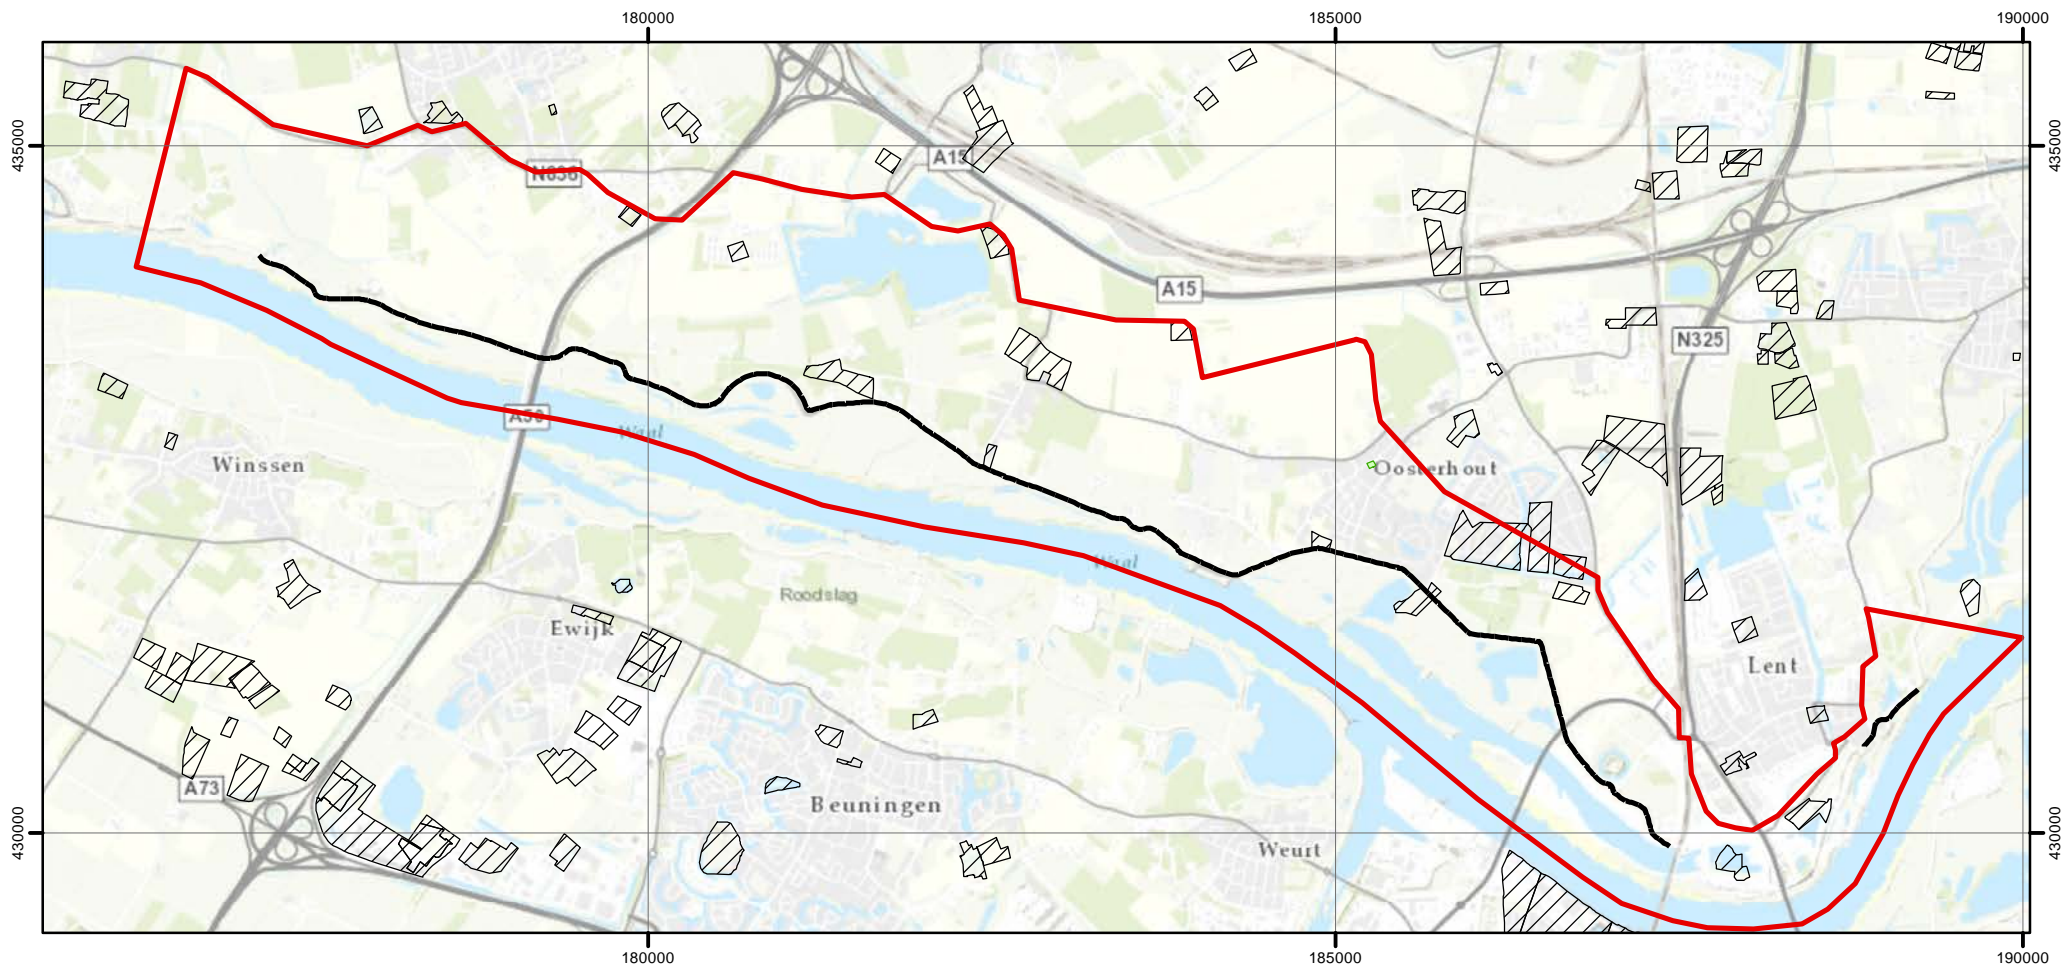 180000
185000
190000
435000
435000
A15
N836
A15
N325
A50
Waal
Winssen
Oosterhout
Waal
Roodslag
Ewijk
Lent
A73
Beuningen
430000
430000
Weurt
180000
185000
190000